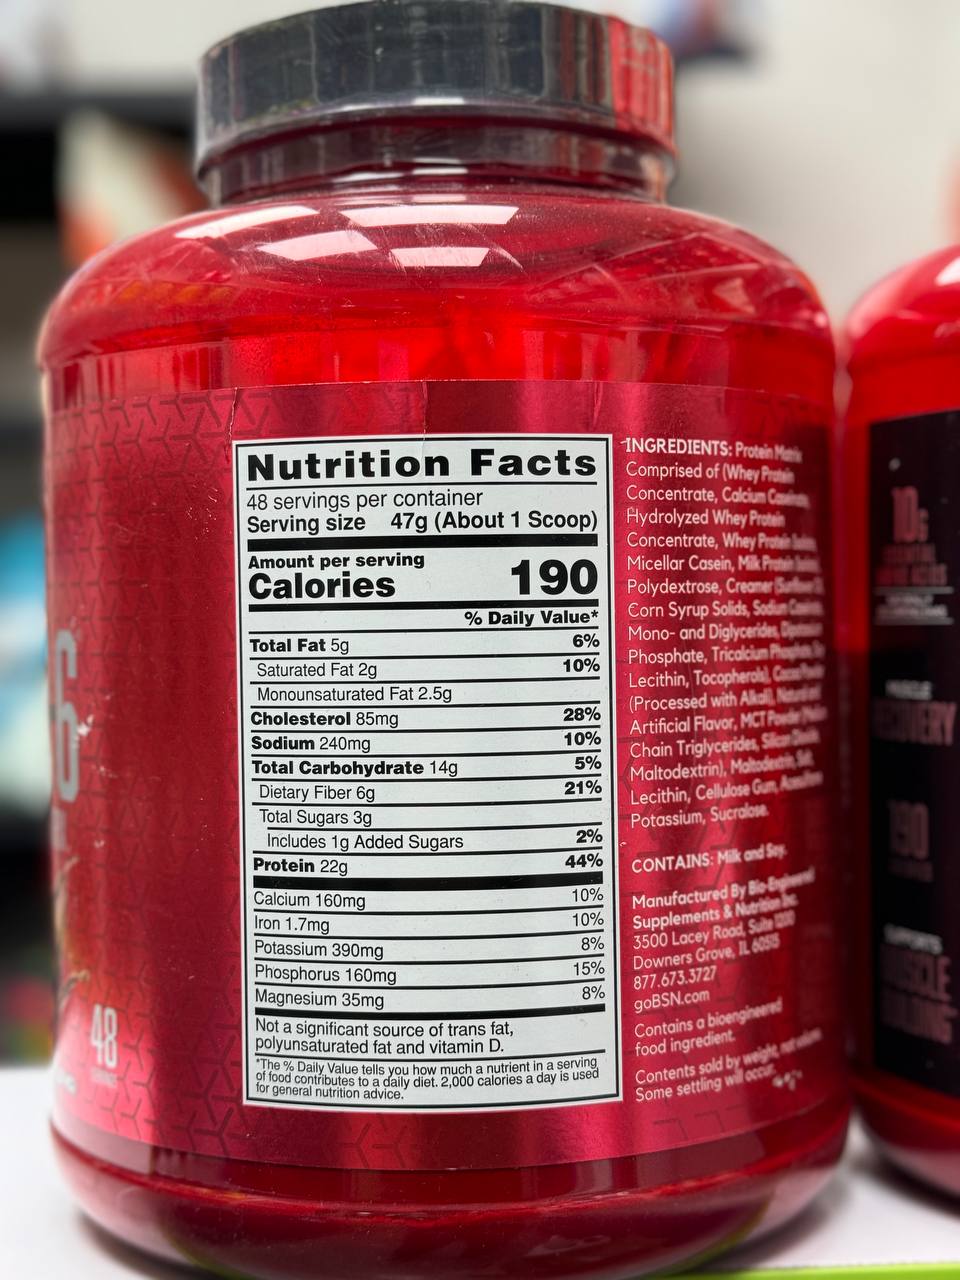 Nutrition Facts
48 servings per container
Serving size 47g (About 1 Scoop)
Amount per serving
Calories 190
% Daily Value*
Total Fat 5g 6%
Saturated Fat 2g 10%
Monounsaturated Fat 2.5g
Cholesterol 85mg 28%
Sodium 240mg 10%
Total Carbohydrate 14g 5%
Dietary Fiber 6g 21%
Total Sugars 3g
Includes 1g Added Sugars 2%
Protein 22g 44%
Calcium 160mg 10%
Iron 1.7mg 10%
Potassium 390mg 8%
Phosphorus 160mg 15%
Magnesium 35mg 8%
Not a significant source of trans fat,
polyunsaturated fat and vitamin D.
*The % Daily Value tells you how much a nutrient in a serving
of food contributes to a daily diet. 2,000 calories a day is used
for general nutrition advice.
INGREDIENTS: Protein Matrix
Comprised of (Whey Protein
Concentrate, Calcium Caseinate,
Hydrolyzed Whey Protein
Concentrate, Whey Protein Isolate,
Micellar Casein, Milk Protein Isolate),
Polydextrose, Creamer (Sunflower
Corn Syrup Solids, Sodium Caseinate,
Mono- and Diglycerides, Dipotassium
Phosphate, Tricalcium Phosphate,
Lecithin, Tocopherols), Cocoa Powder
(Processed with Alkali), Natural and
Artificial Flavor, MCT Powder (Medium
Chain Triglycerides, Silicon Dioxide,
Maltodextrin), Maltodextrin, Salt,
Lecithin, Cellulose Gum, Acesulfame
Potassium, Sucralose.
CONTAINS: Milk and Soy.
Manufactured By Bio-Engineered
Supplements & Nutrition Inc.
3500 Lacey Road, Suite 1200
Downers Grove, IL 60515
877.673.3727
goBSN.com
Contains a bioengineered
food ingredient.
Contents sold by weight, not volume.
Some settling will occur.
6
48
10g
ESSENTIAL
AMINO ACIDS
MUSCLE
RECOVERY
190
SUPPORTS
MUSCLE
BUILDING